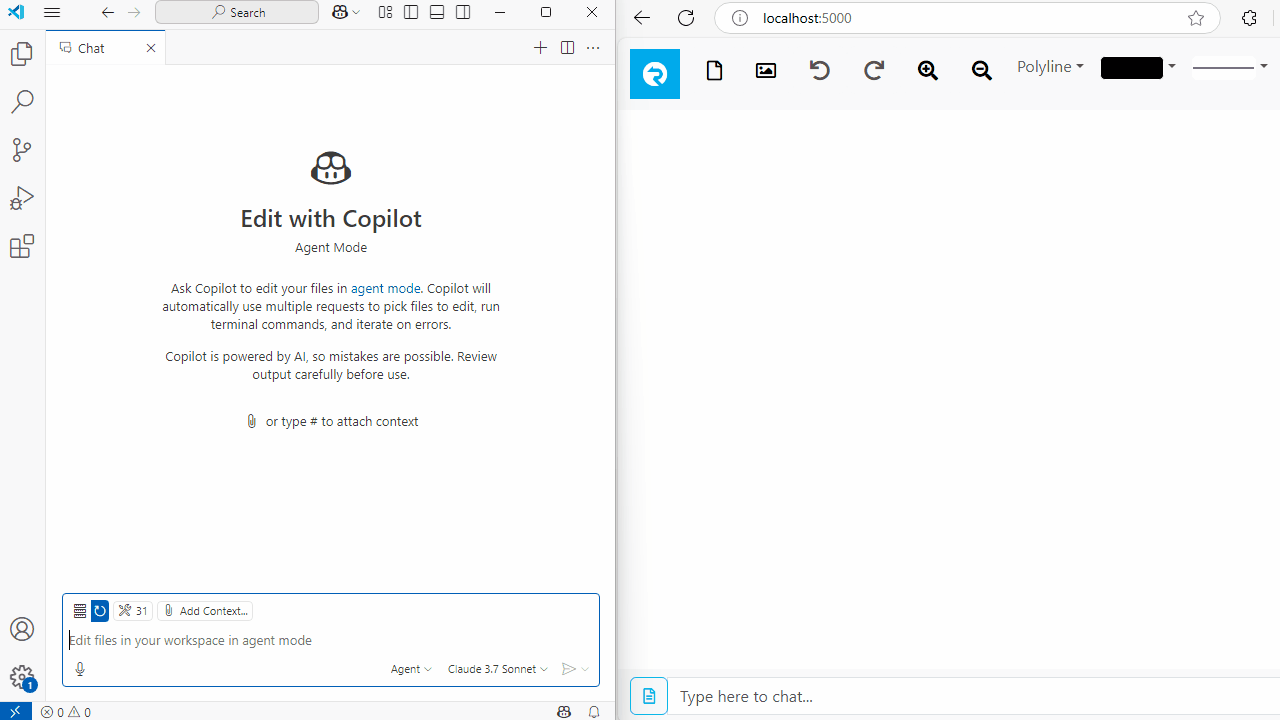 Search
Chat
Edit with Copilot
Agent Mode
Ask Copilot to edit your files in agent mode. Copilot will
automatically use multiple requests to pick files to edit, run
terminal commands, and iterate on errors.
Copilot is powered by AI, so mistakes are possible. Review
output carefully before use.
or type # to attach context
31
Add Context...
Edit files in your workspace in agent mode
Agent
Claude 3.7 Sonnet
1
0
0
localhost:5000
Polyline
Type here to chat...